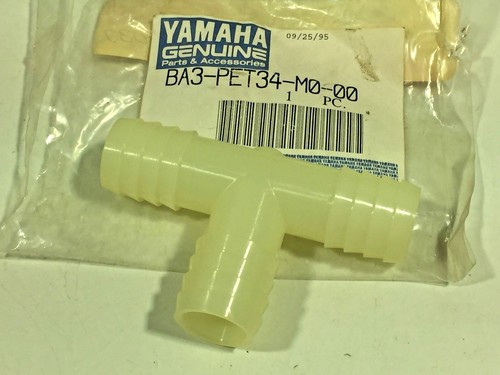 YAMAHA
GENUINE
Parts & Accessories
09/25/95
BA3-PET34-M0-00
1 PC.